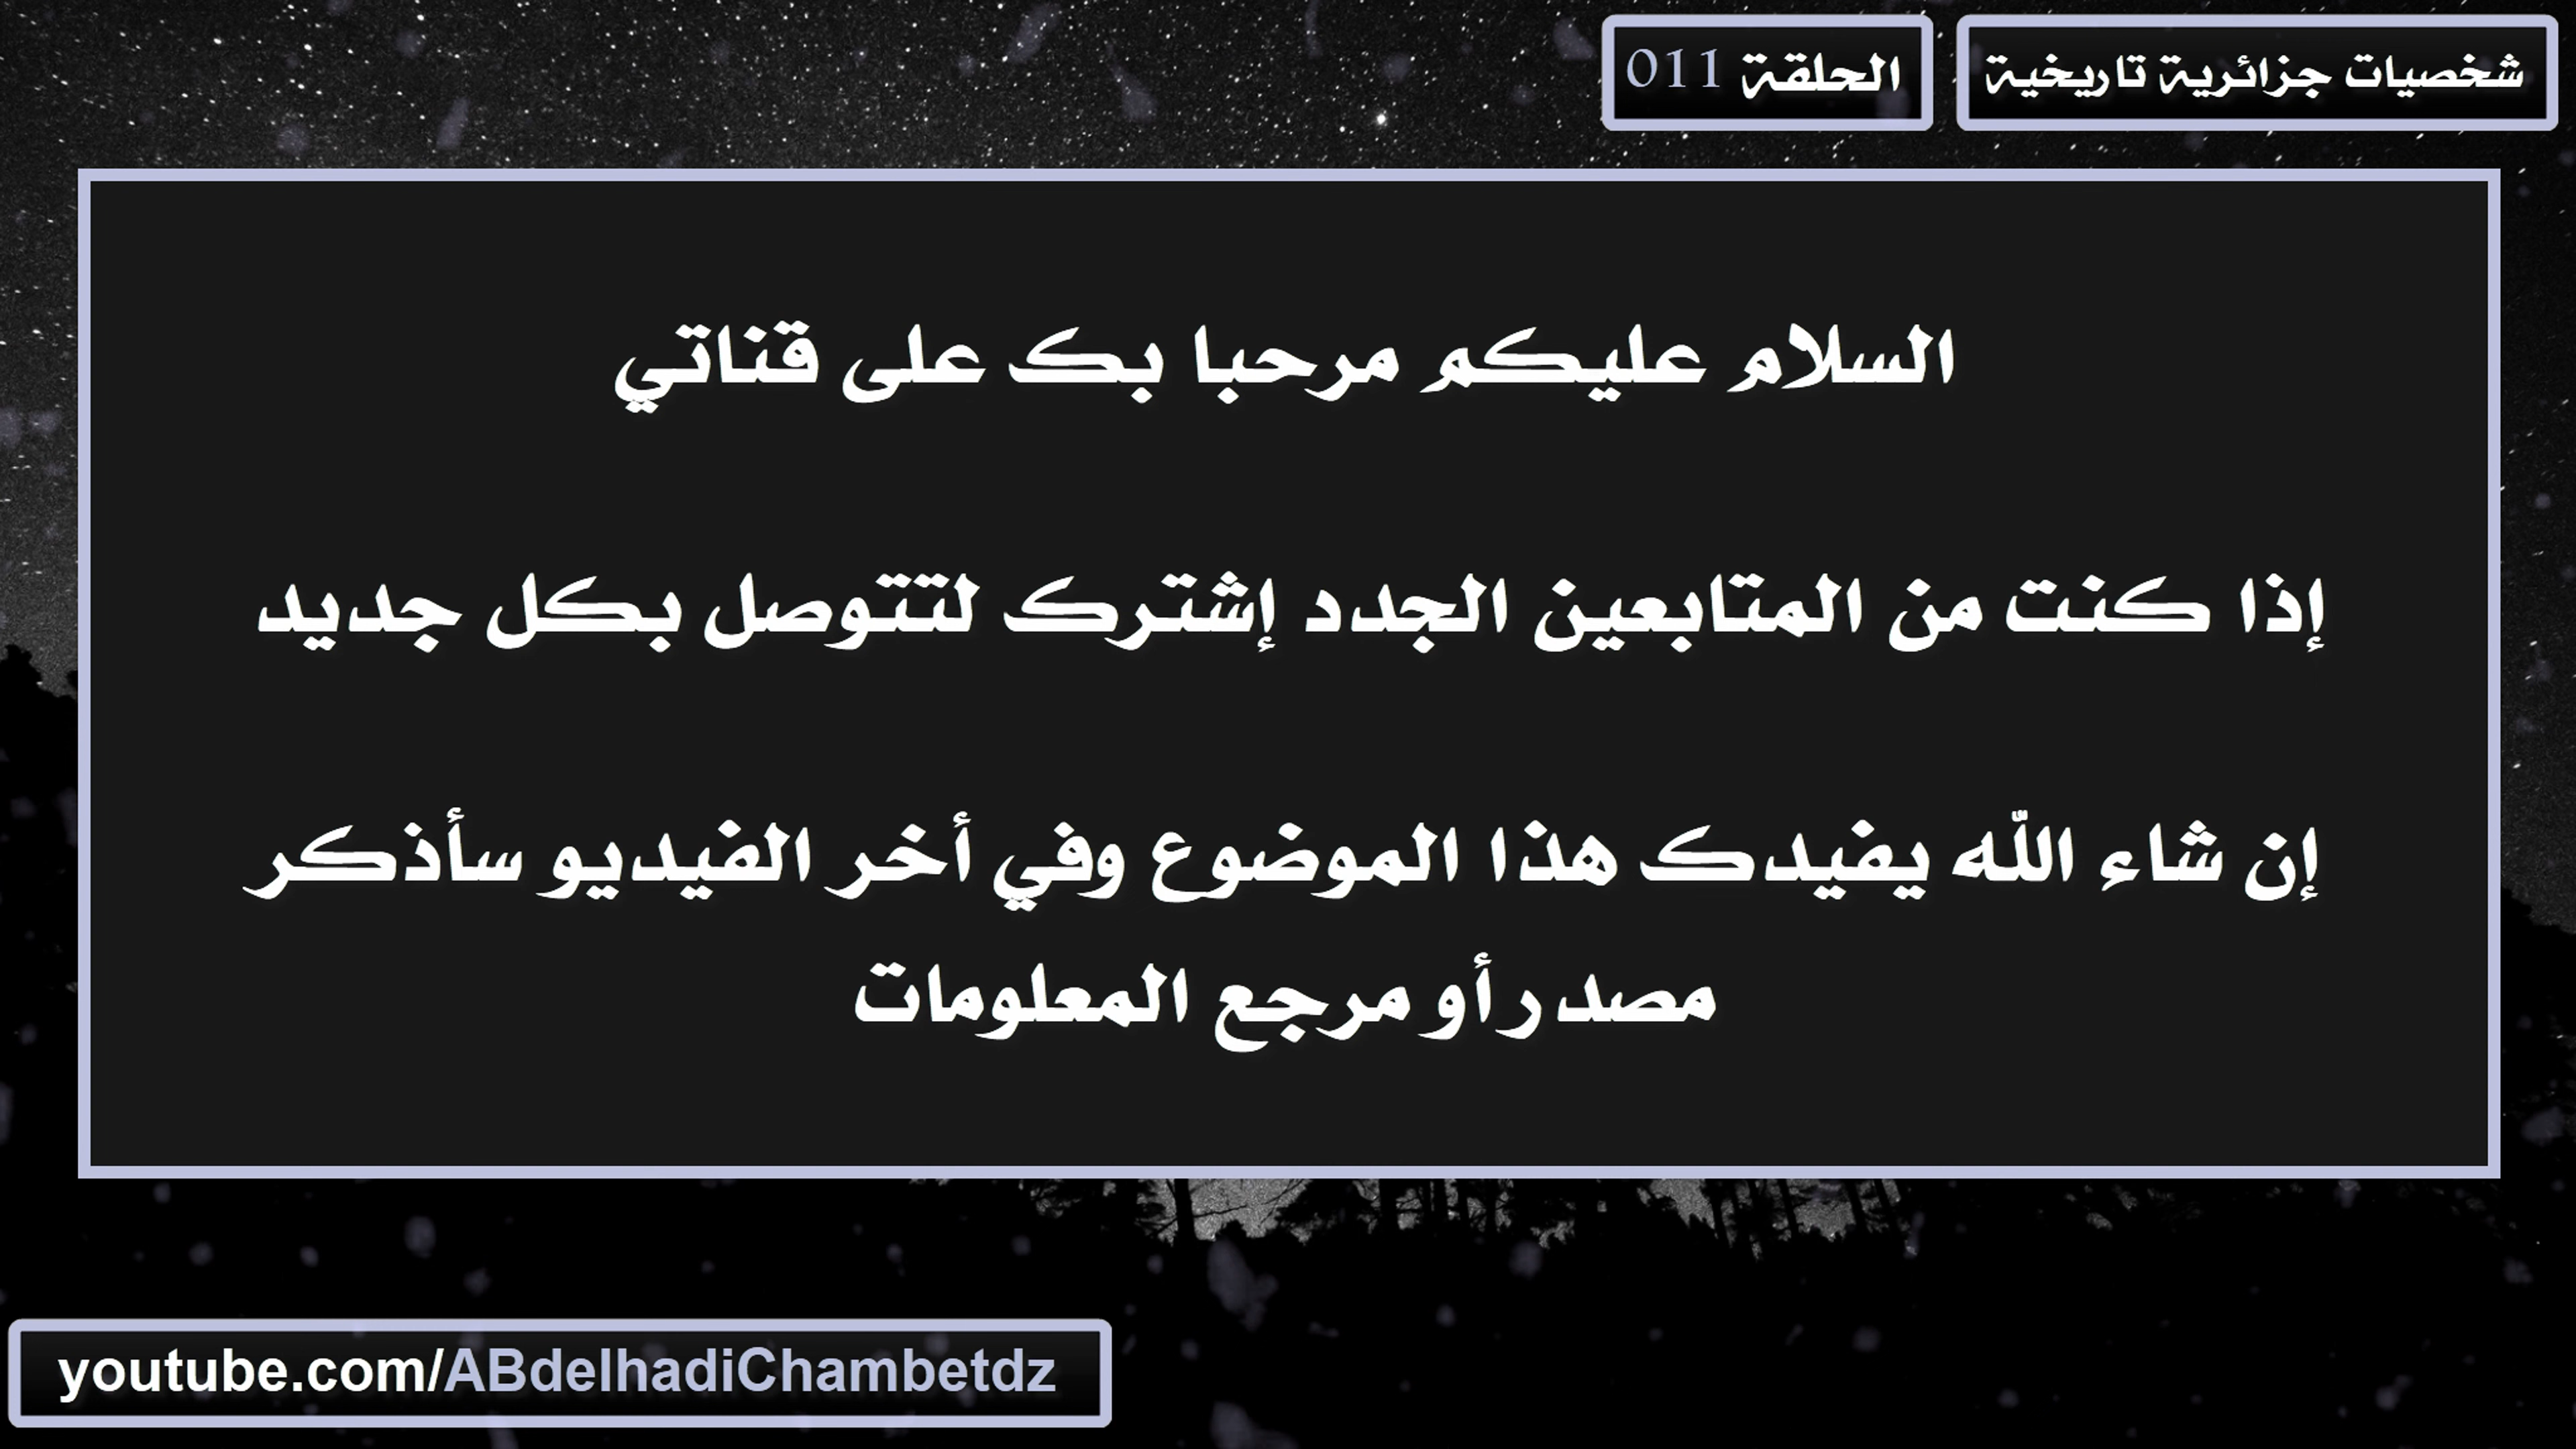 شخصيات جزائرية تاريخية
الحلقة 011
السلام عليكم مرحبا بك على قناتي
إذا كنت من المتابعين الجدد إشترك لتتوصل بكل جديد
إن شاء الله يفيدك هذا الموضوع وفي أخر الفيديو سأذكر
مصدر أو مرجع المعلومات
youtube.com/ABdelhadiChambetdz